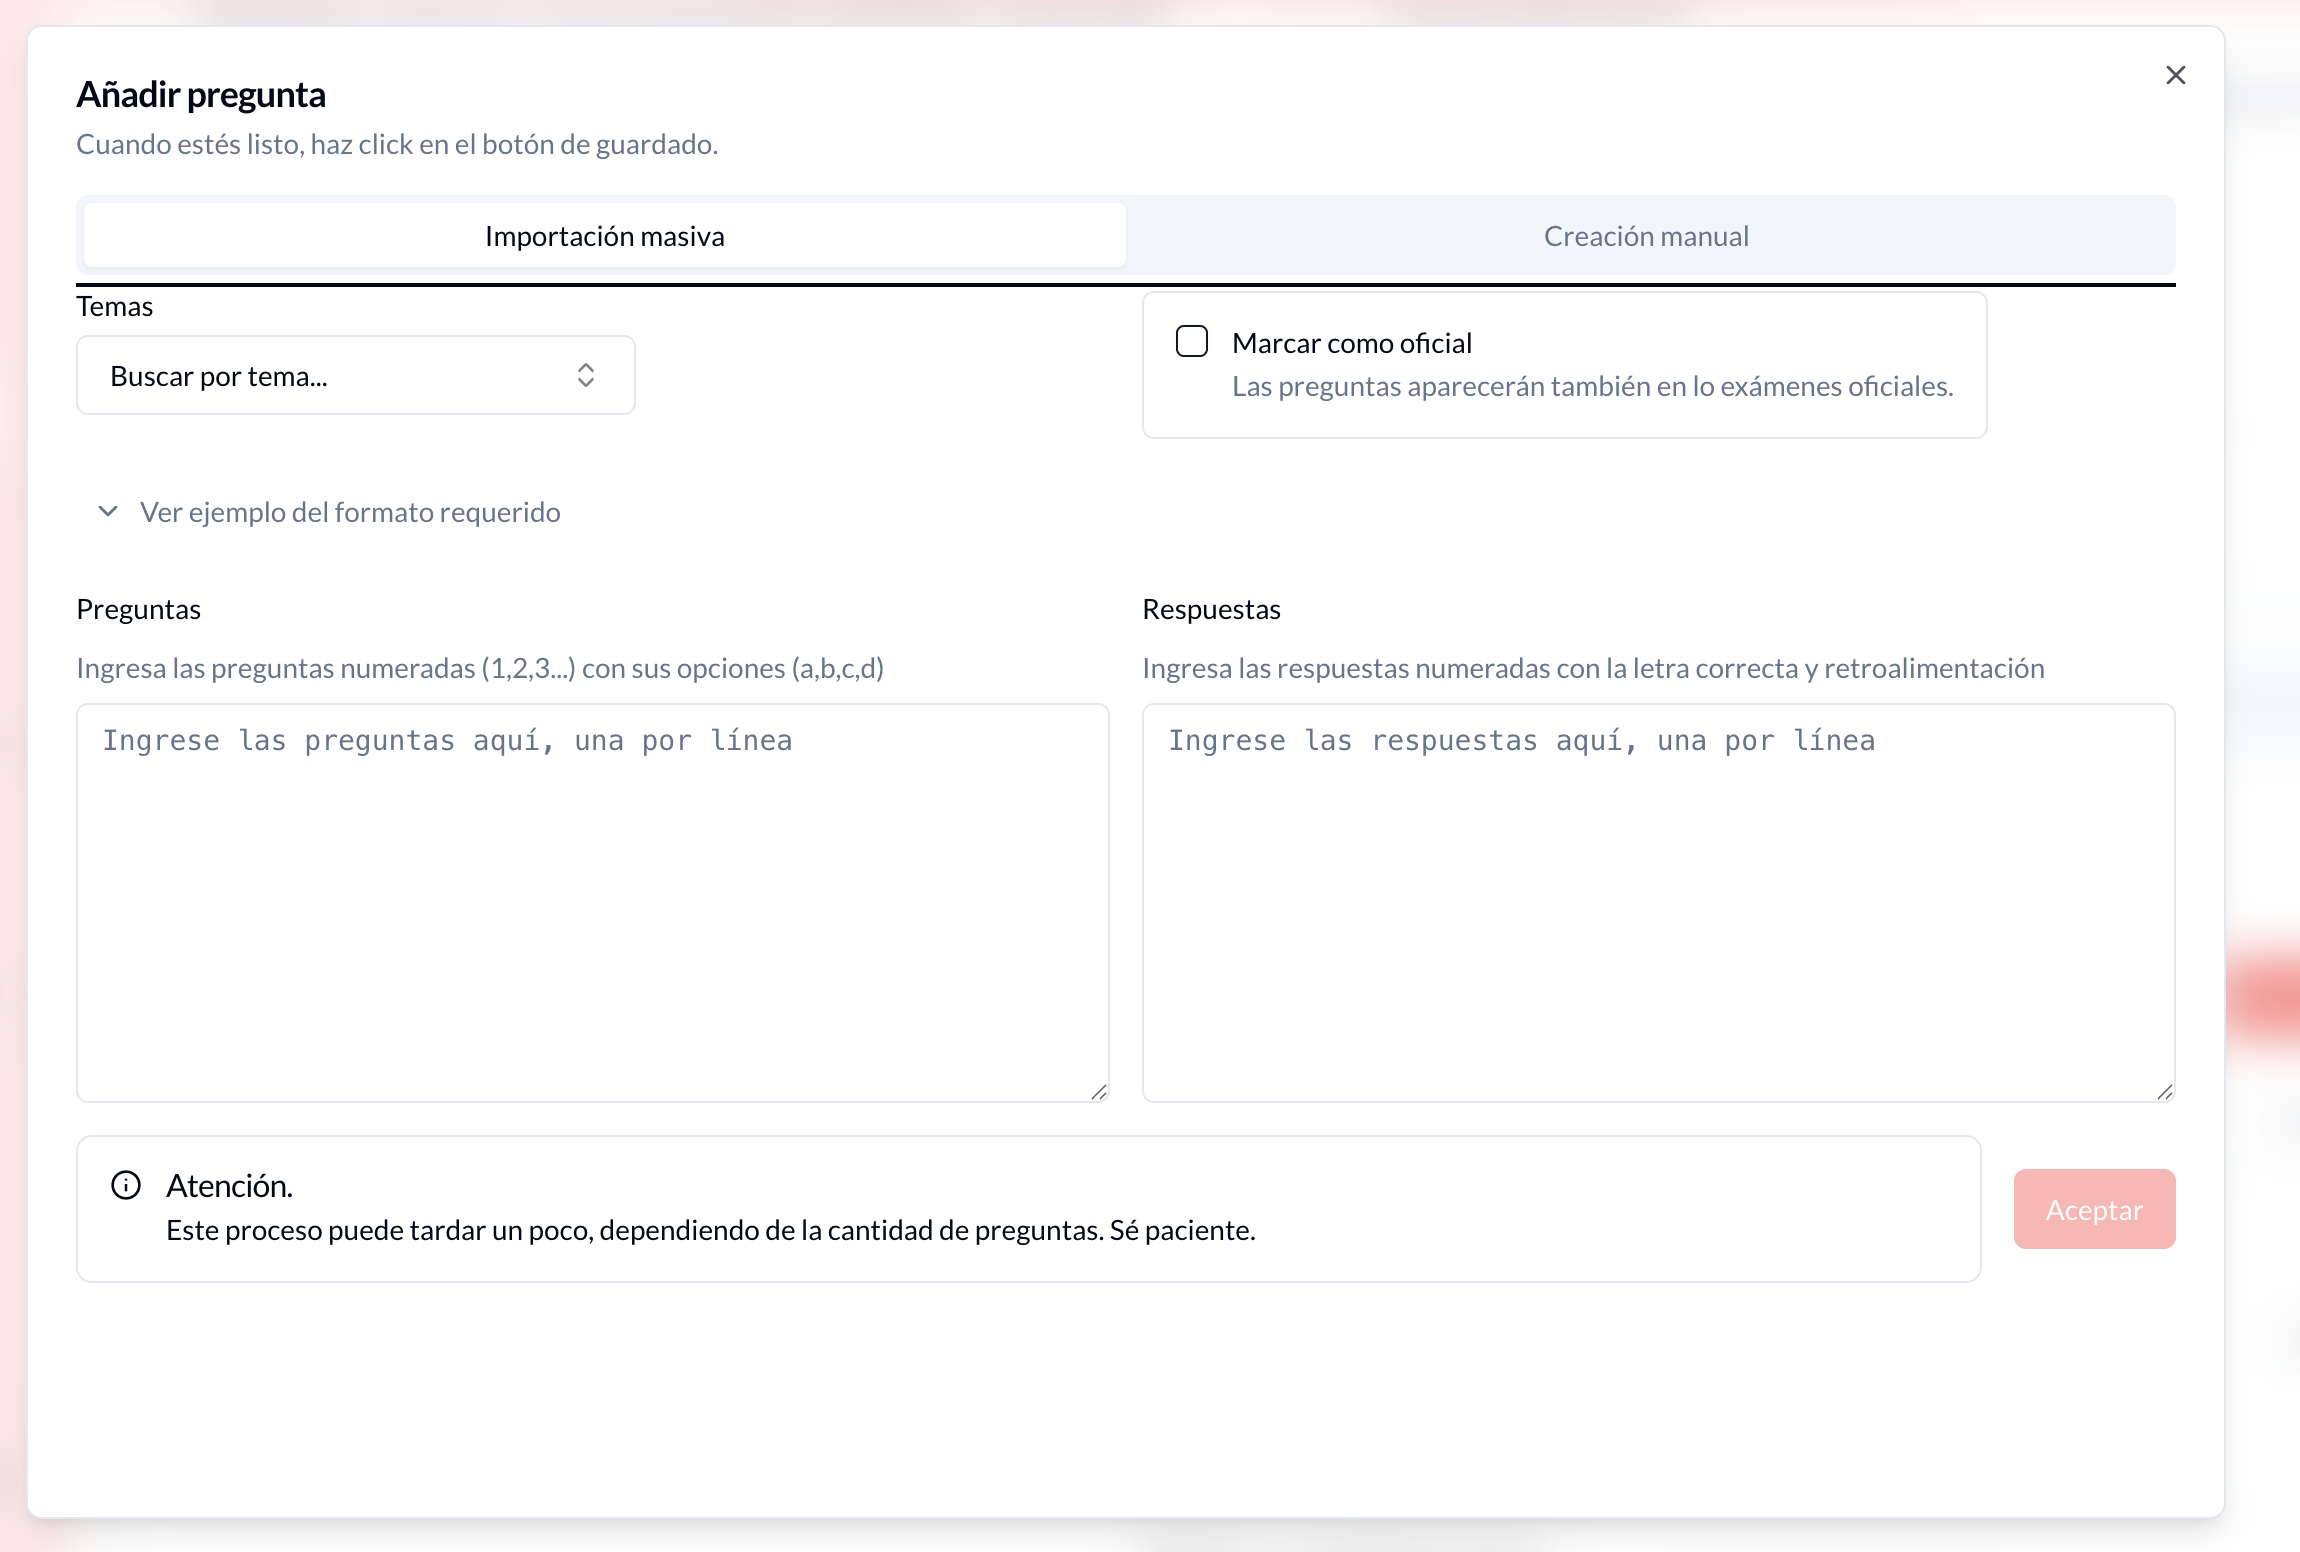 Añadir pregunta
Cuando estés listo, haz click en el botón de guardado.
Importación masiva
Creación manual
Temas
Buscar por tema...
Marcar como oficial
Las preguntas aparecerán también en lo exámenes oficiales.
Ver ejemplo del formato requerido
Preguntas
Ingresa las preguntas numeradas (1,2,3...) con sus opciones (a,b,c,d)
Ingrese las preguntas aquí, una por línea
Respuestas
Ingresa las respuestas numeradas con la letra correcta y retroalimentación
Ingrese las respuestas aquí, una por línea
Atención.
Este proceso puede tardar un poco, dependiendo de la cantidad de preguntas. Sé paciente.
Aceptar